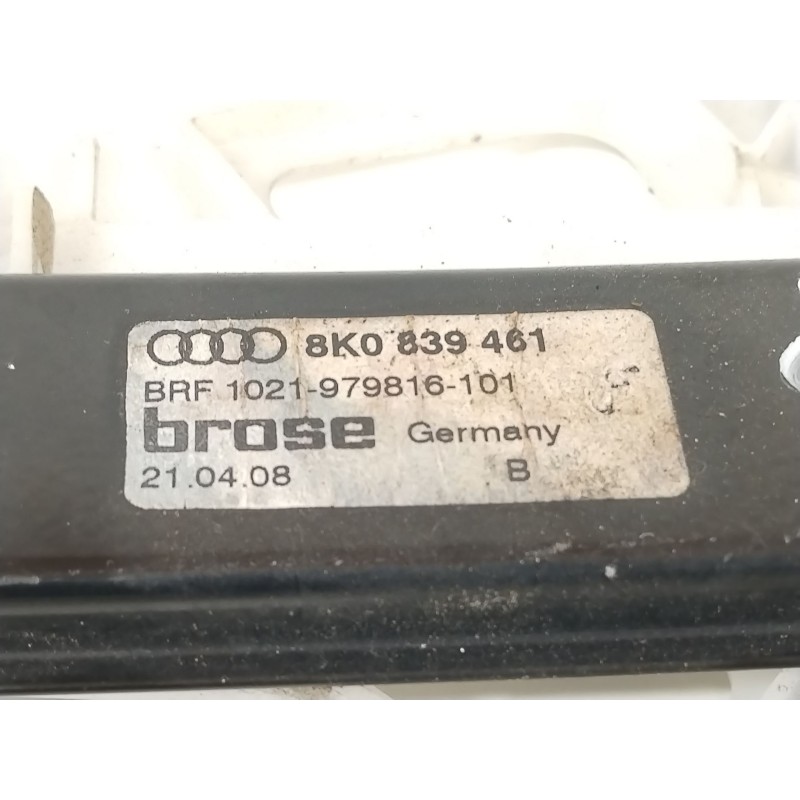 8K0 839 461
BRF 1021-979816-101
brose Germany
21.04.08 B